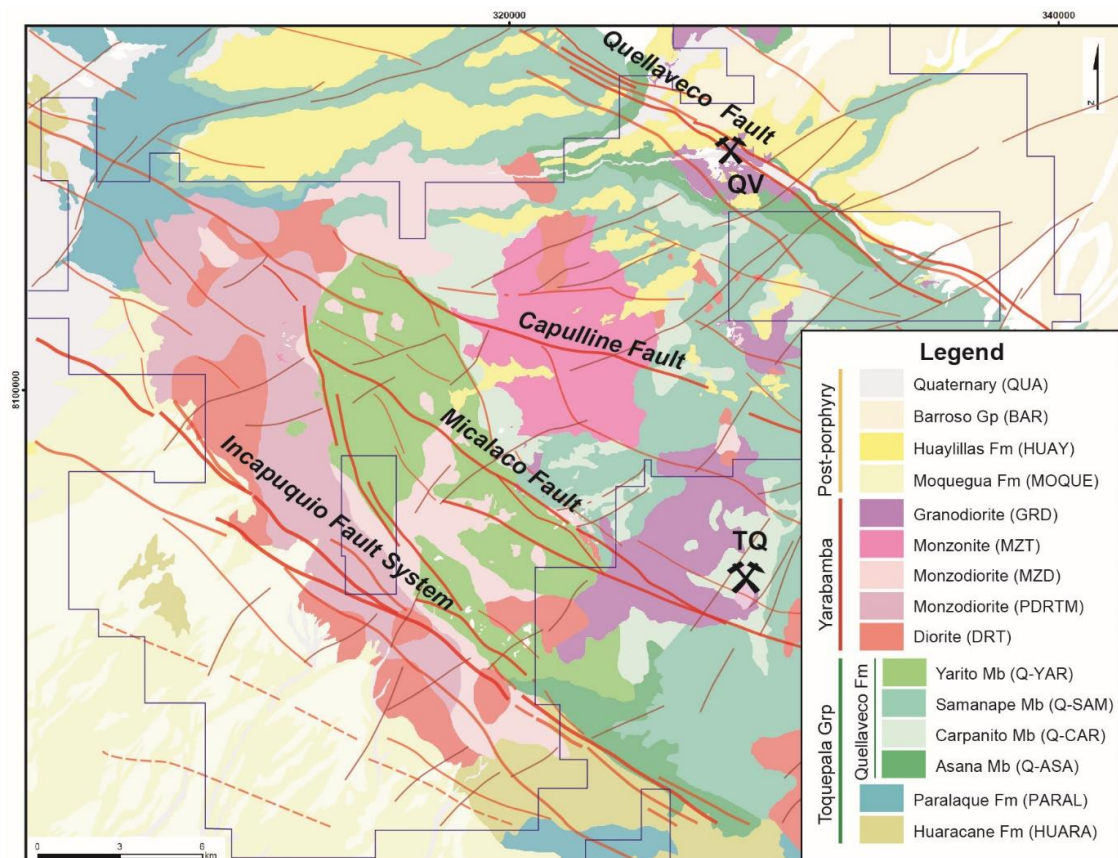 320000
340000
8100000
Quellaveco Fault
QV
Capulline Fault
Micalaco Fault
Incapuquio Fault System
TQ
Legend
Post-porphyry
Quaternary (QUA)
Barroso Gp (BAR)
Huaylillas Fm (HUAY)
Moquegua Fm (MOQUE)
Yarabamba
Granodiorite (GRD)
Monzonite (MZT)
Monzodiorite (MZD)
Monzodiorite (PDRTM)
Diorite (DRT)
Toquepala Grp
Quellaveco Fm
Yarito Mb (Q-YAR)
Samanape Mb (Q-SAM)
Carpanito Mb (Q-CAR)
Asana Mb (Q-ASA)
Paralaque Fm (PARAL)
Huaracane Fm (HUARA)
0 3 6
km